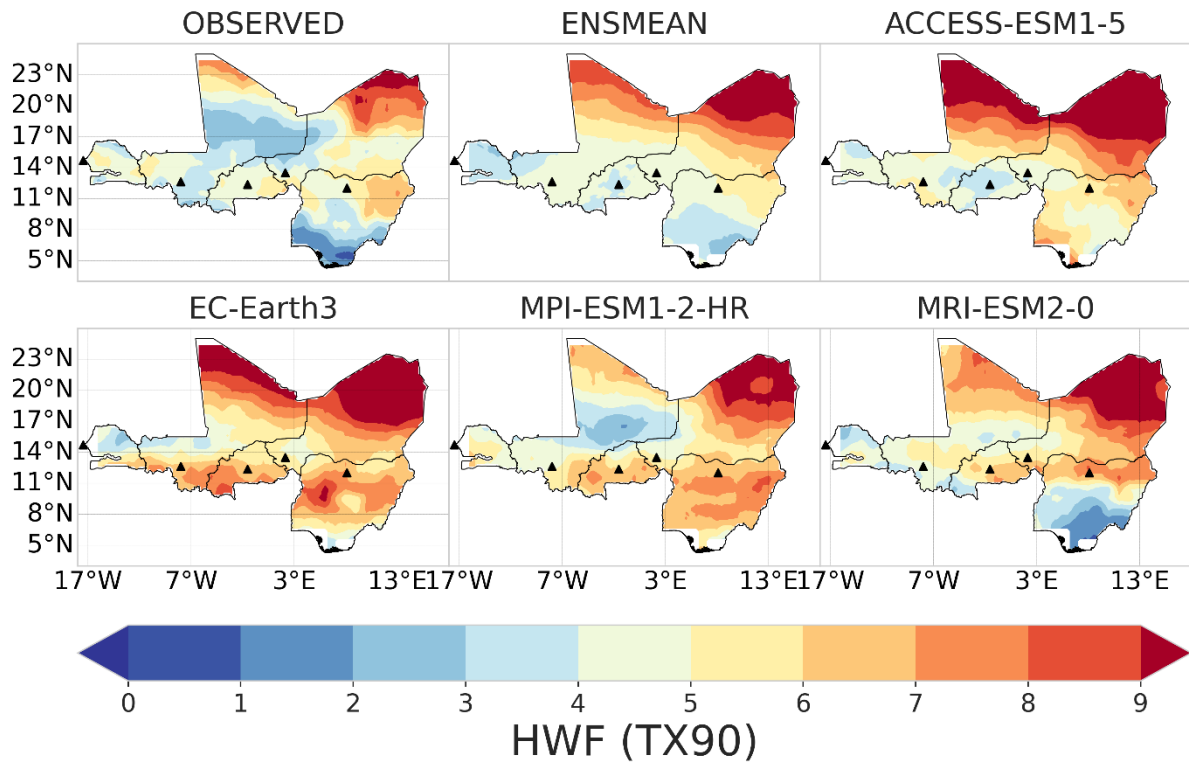 OBSERVED ENSMEAN ACCESS-ESM1-5
23°N
20°N
17°N
14°N
11°N
8°N
5°N
EC-Earth3 MPI-ESM1-2-HR MRI-ESM2-0
23°N
20°N
17°N
14°N
11°N
8°N
5°N
17°W 7°W 3°E 13°E 17°W 7°W 3°E 13°E 17°W 7°W 3°E 13°E
0 1 2 3 4 5 6 7 8 9
HWF (TX90)